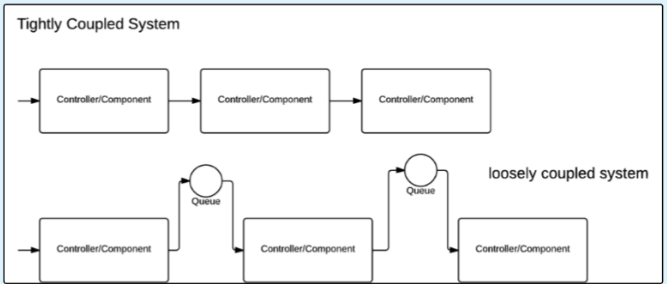 Tightly Coupled System
Controller/Component
Controller/Component
Controller/Component
loosely coupled system
Queue
Queue
Controller/Component
Controller/Component
Controller/Component